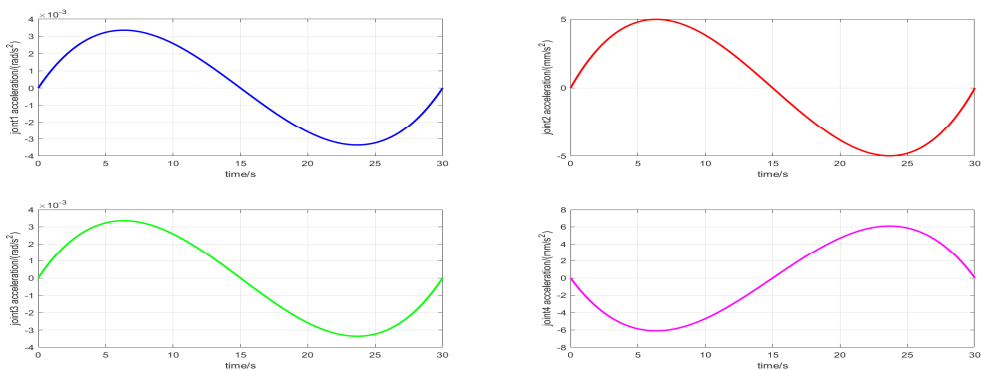 ×10⁻³
joint1 acceleration/(rad/s²)
4
3
2
1
0
-1
-2
-3
-4
0 5 10 15 20 25 30
time/s
joint2 acceleration/(mm/s²)
5
0
-5
0 5 10 15 20 25 30
time/s
×10⁻³
joint3 acceleration/(rad/s²)
4
3
2
1
0
-1
-2
-3
-4
0 5 10 15 20 25 30
time/s
joint4 acceleration/(mm/s²)
8
6
4
2
0
-2
-4
-6
-8
0 5 10 15 20 25 30
time/s